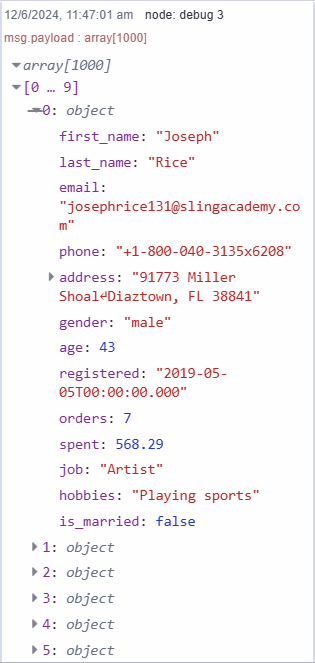 12/6/2024, 11:47:01 am node: debug 3
msg.payload : array[1000]
array[1000]
[0 … 9]
0: object
first_name: "Joseph"
last_name: "Rice"
email:
"josephrice131@slingacademy.co
m"
phone: "+1-800-040-3135x6208"
address: "91773 Miller
Shoal↵Diaztown, FL 38841"
gender: "male"
age: 43
registered: "2019-05-
05T00:00:00.000"
orders: 7
spent: 568.29
job: "Artist"
hobbies: "Playing sports"
is_married: false
1: object
2: object
3: object
4: object
5: object